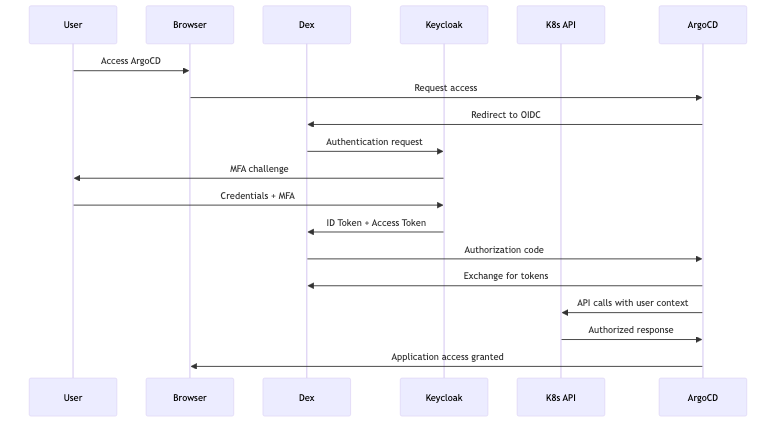 User Browser Dex Keycloak K8s API ArgoCD
Access ArgoCD
Request access
Redirect to OIDC
Authentication request
MFA challenge
Credentials + MFA
ID Token + Access Token
Authorization code
Exchange for tokens
API calls with user context
Authorized response
Application access granted
User Browser Dex Keycloak K8s API ArgoCD